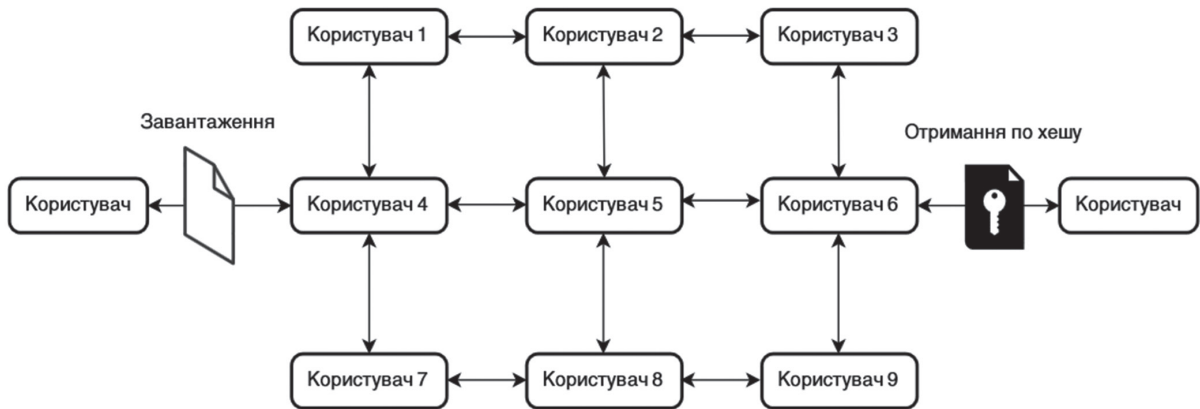 Користувач 1
Користувач 2
Користувач 3
Завантаження
Отримання по хешу
Користувач
Користувач 4
Користувач 5
Користувач 6
Користувач
Користувач 7
Користувач 8
Користувач 9